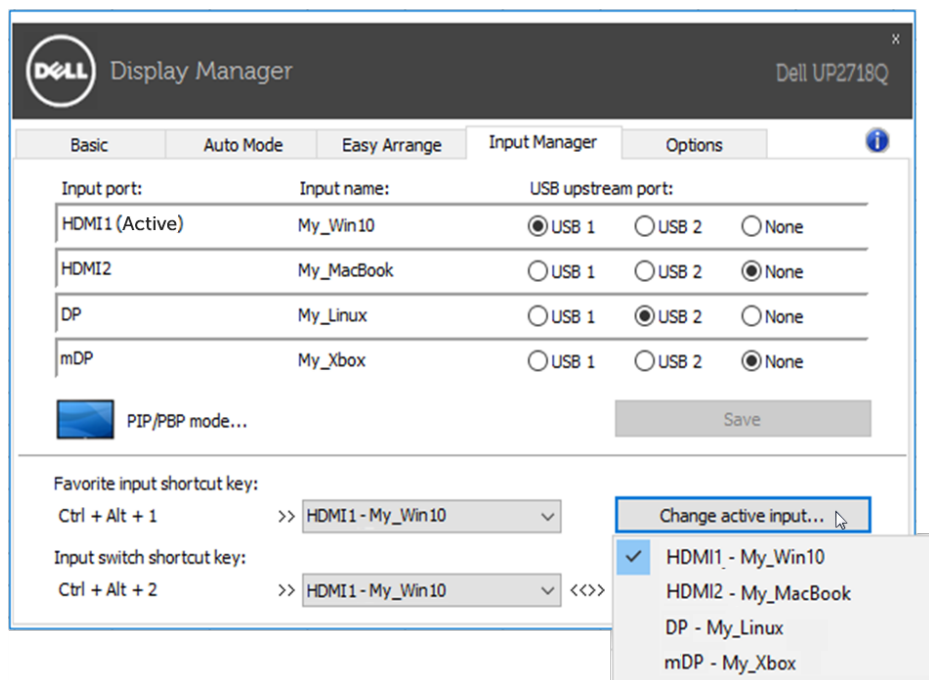 DELL Display Manager
x
Dell UP2718Q
Basic Auto Mode Easy Arrange Input Manager Options i
Input port: Input name: USB upstream port:
HDMI1 (Active) My_Win10 USB 1 USB 2 None
HDMI2 My_MacBook USB 1 USB 2 None
DP My_Linux USB 1 USB 2 None
mDP My_Xbox USB 1 USB 2 None
PIP/PBP mode... Save
Favorite input shortcut key:
Ctrl + Alt + 1 >> HDMI1 - My_Win10 Change active input...
Input switch shortcut key:
Ctrl + Alt + 2 >> HDMI1 - My_Win10 <<>>
HDMI1 - My_Win10
HDMI2 - My_MacBook
DP - My_Linux
mDP - My_Xbox